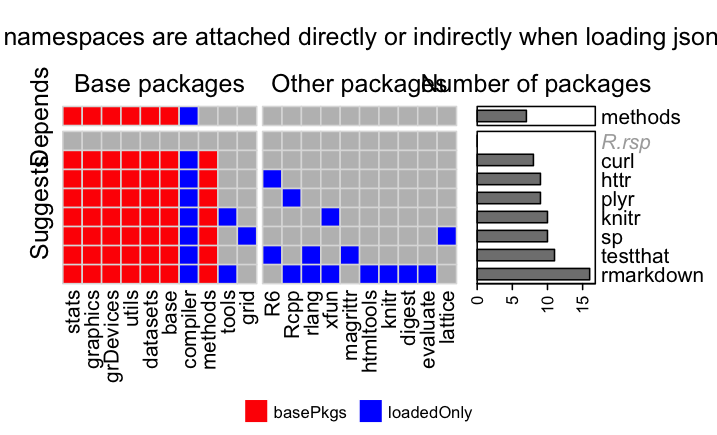 namespaces are attached directly or indirectly when loading json
Base packages
Other packages
Number of packages
Depends
Suggests
methods
R.rsp
curl
httr
plyr
knitr
sp
testthat
rmarkdown
0
5
10
15
stats
graphics
grDevices
utils
datasets
base
compiler
methods
tools
grid
R6
Rcpp
rlang
xfun
magrittr
htmltools
knitr
digest
evaluate
lattice
basePkgs
loadedOnly